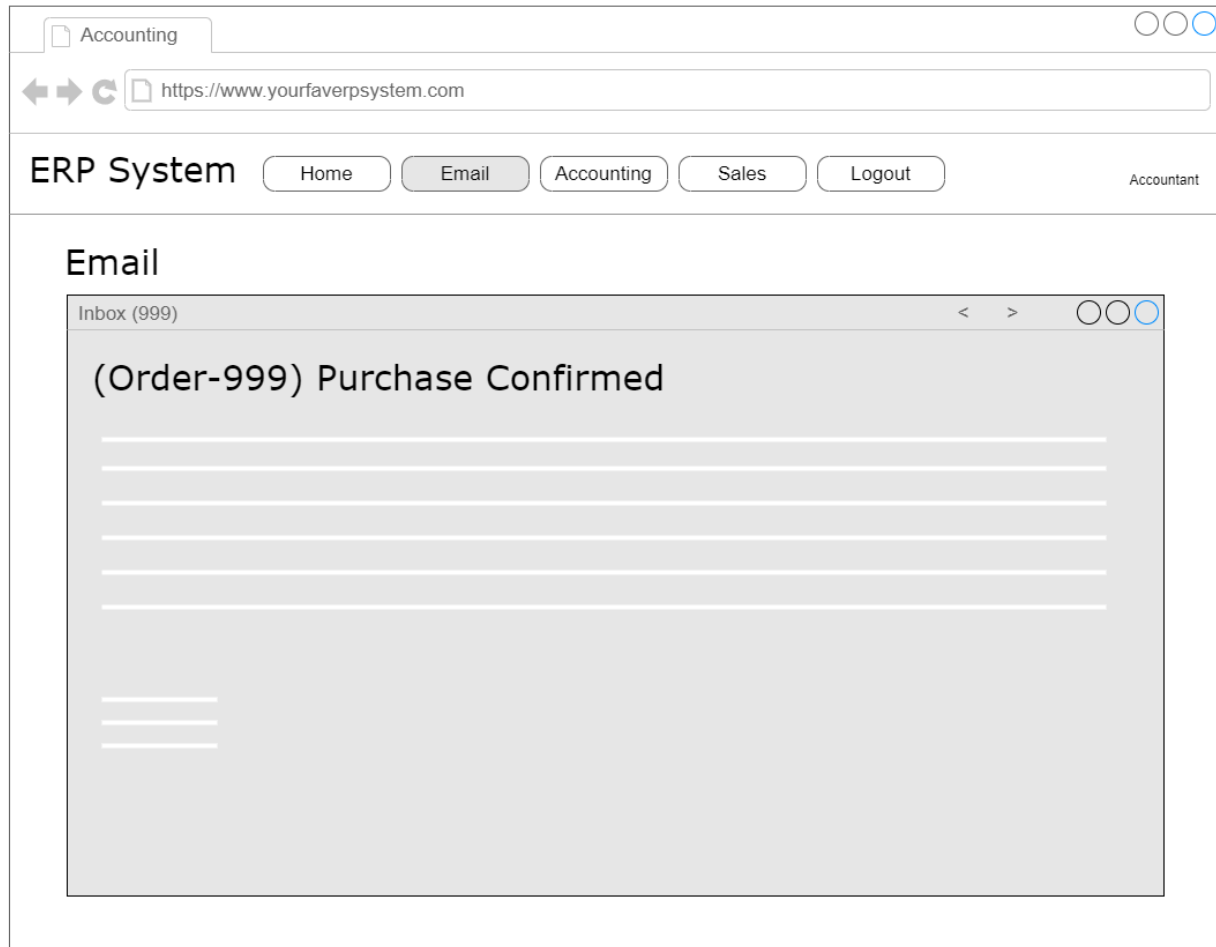 Accounting
https://www.yourfaverpsystem.com
ERP System Home Email Accounting Sales Logout Accountant
Email
Inbox (999) < >
(Order-999) Purchase Confirmed